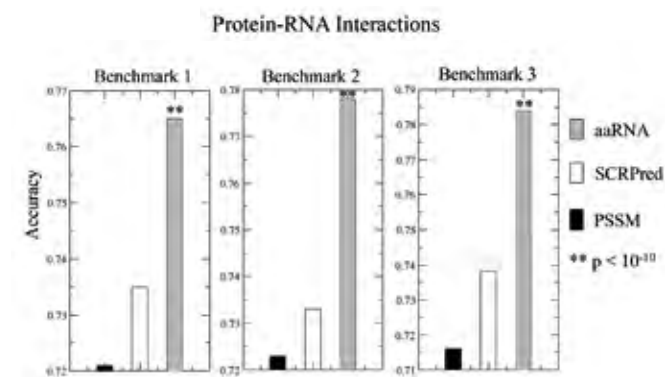 Protein-RNA Interactions
Benchmark 1
Benchmark 2
Benchmark 3
Accuracy
0.77
0.76
0.75
0.74
0.73
0.72
**
0.78
0.77
0.76
0.75
0.74
0.73
0.72
**
0.79
0.78
0.77
0.76
0.75
0.74
0.73
0.72
0.71
**
aaRNA
SCRPred
PSSM
** p < 10⁻¹⁰